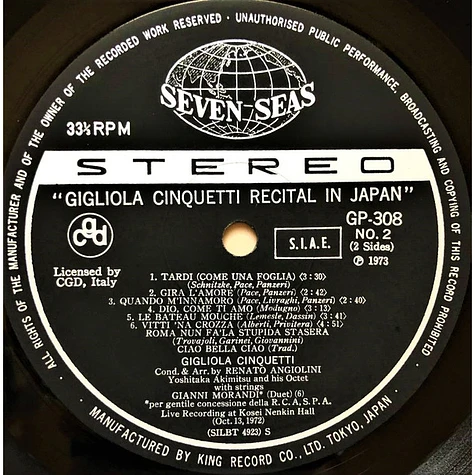 ALL RIGHTS OF THE MANUFACTURER AND OF THE OWNER OF THE RECORDED WORK RESERVED · UNAUTHORISED PUBLIC PERFORMANCE, BROADCASTING AND COPYING OF THIS RECORD PROHIBITED
SEVEN SEAS
33⅓ RPM
STEREO
"GIGLIOLA CINQUETTI RECITAL IN JAPAN"
cgd
Licensed by
CGD, Italy
S.I.A.E.
GP-308
NO. 2
(2 Sides)
Ⓟ 1973
1. TARDI (COME UNA FOGLIA) (3:30)
(Schnitzke, Pace, Panzeri)
2. GIRA L'AMORE (Pace, Panzeri) (2:42)
3. QUANDO M'INNAMORO (Pace, Livraghi, Panzeri) (2:40)
4. DIO, COME TI AMO (Modugno) (3:13)
5. LE BATEAU MOUCHE (Lemesle, Dassin) (3:41)
6. VITTI 'NA CROZZA (Alberti, Privitera) (4:51)
ROMA NUN FA'LA STUPIDA STASERA
(Trovajoli, Garinei, Giovannini)
CIAO BELLA CIAO (Trad.)
GIGLIOLA CINQUETTI
Cond. & Arr. by RENATO ANGIOLINI
Yoshitaka Akimitsu and his Octet
with strings
GIANNI MORANDI* (Duet) (6)
*per gentile concessione della R.C.A.S.P.A.
Live Recording at Kosei Nenkin Hall
(Oct. 13, 1972)
(SILBT 4923) S
MANUFACTURED BY KING RECORD CO., LTD. TOKYO, JAPAN